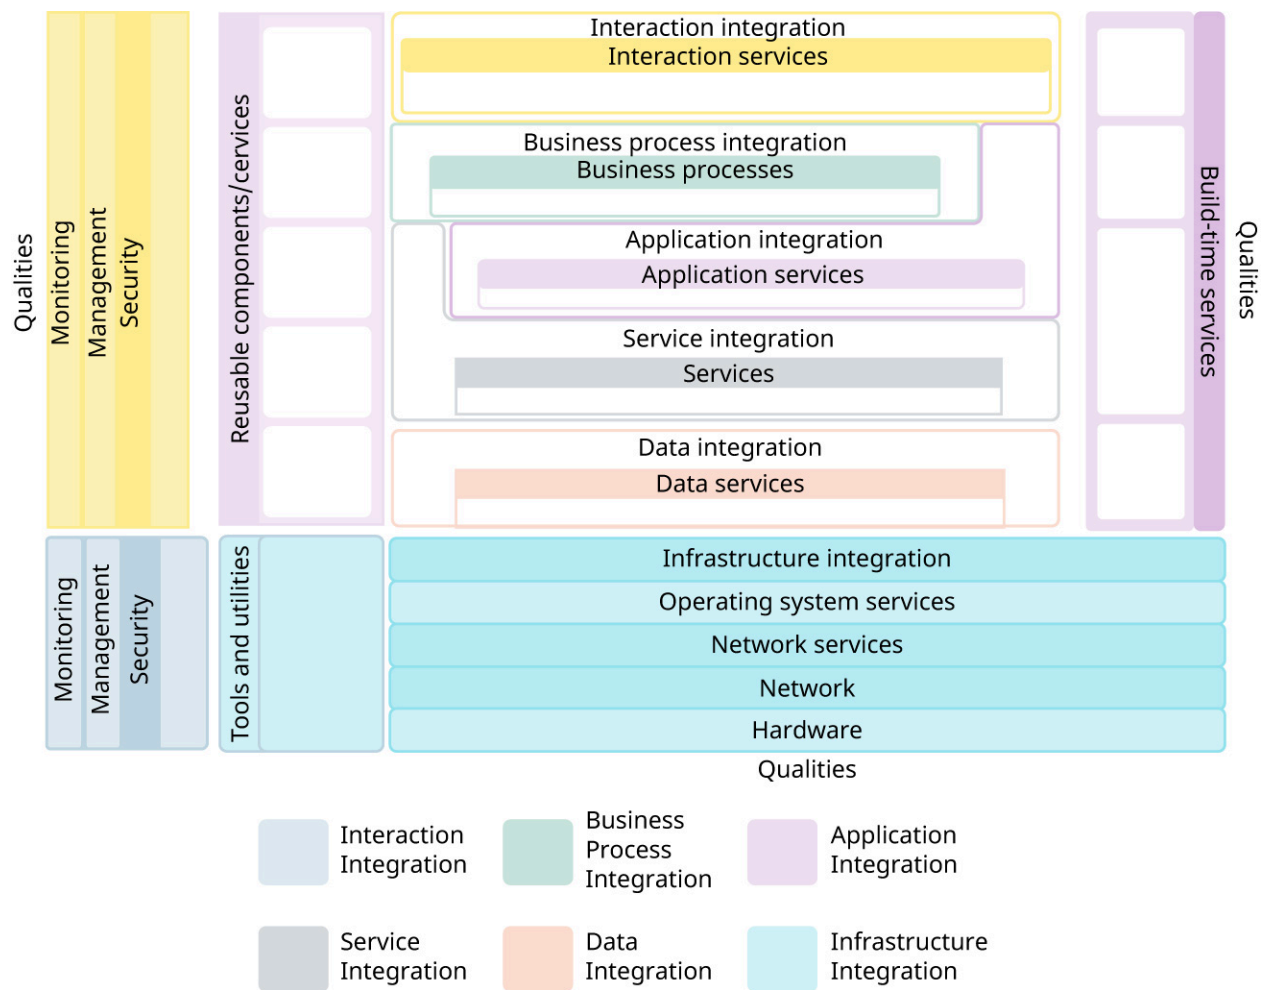 Interaction integration
Interaction services
Business process integration
Business processes
Application integration
Application services
Service integration
Services
Data integration
Data services
Qualities
Monitoring
Management
Security
Reusable components/cervices
Build-time services
Qualities
Monitoring
Management
Security
Tools and utilities
Infrastructure integration
Operating system services
Network services
Network
Hardware
Qualities
Interaction
Integration
Business
Process
Integration
Application
Integration
Service
Integration
Data
Integration
Infrastructure
Integration